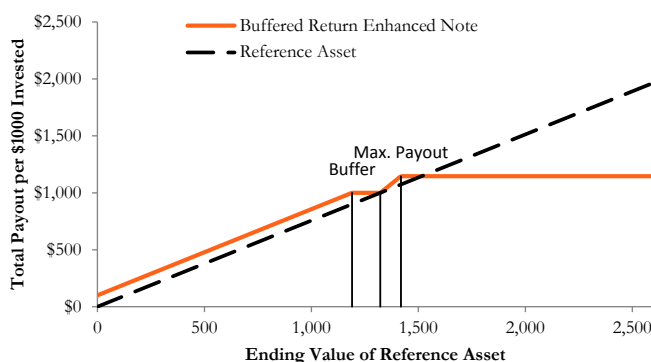 Buffered Return Enhanced Note
Reference Asset
Total Payout per $1000 Invested
$2,500
$2,000
$1,500
$1,000
$500
$0
Max. Payout
Buffer
0
500
1,000
1,500
2,000
2,500
Ending Value of Reference Asset